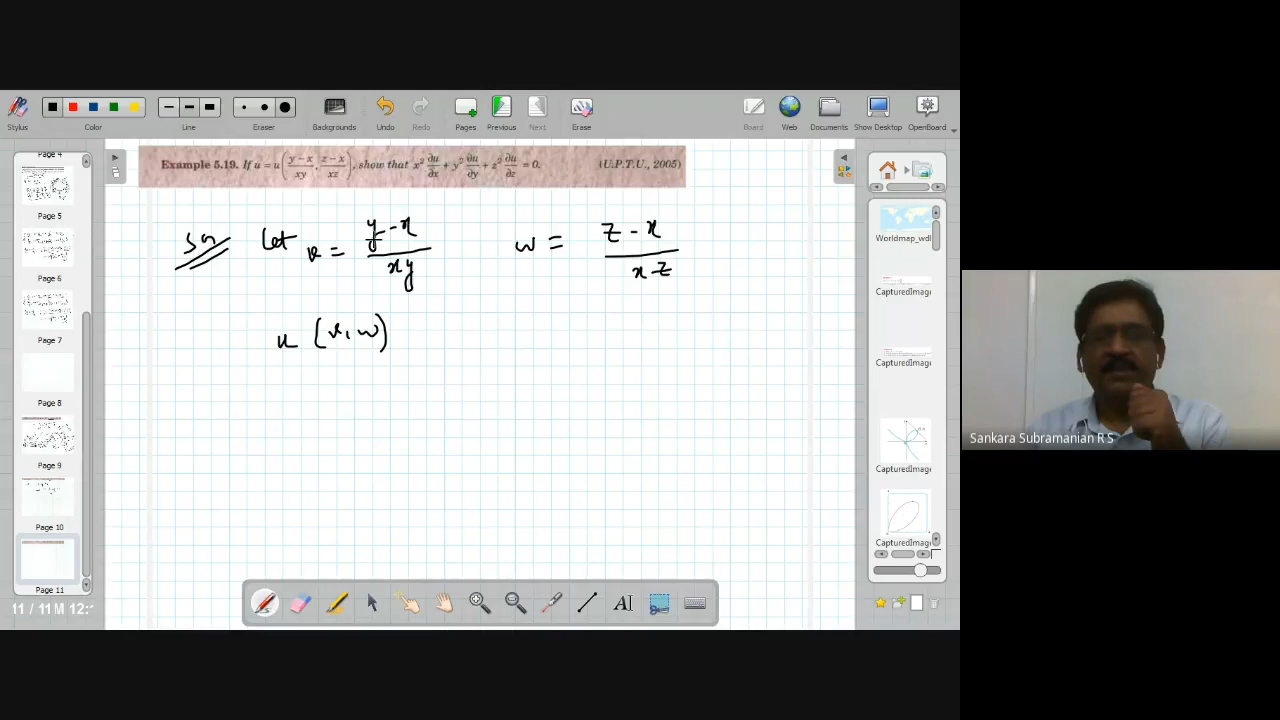 Stylus
Color
Line
Eraser
Backgrounds
Undo
Redo
Pages
Previous
Next
Erase
Board
Web
Documents
Show Desktop
OpenBoard
Page 4
Page 5
Page 6
Page 7
Page 8
Page 9
Page 10
Page 11
11 / 11
Example 5.19. If u = u((y − x)/xy, (z − x)/xz), show that x² ∂u/∂x + y² ∂u/∂y + z² ∂u/∂z = 0. (U.P.T.U., 2005)
Let v = (y - x)/(xy) w = (z - x)/(xz)
u (v, w)
AI
Worldmap_wdl
CapturedImage
CapturedImage
CapturedImage
CapturedImage
Sankara Subramanian R S